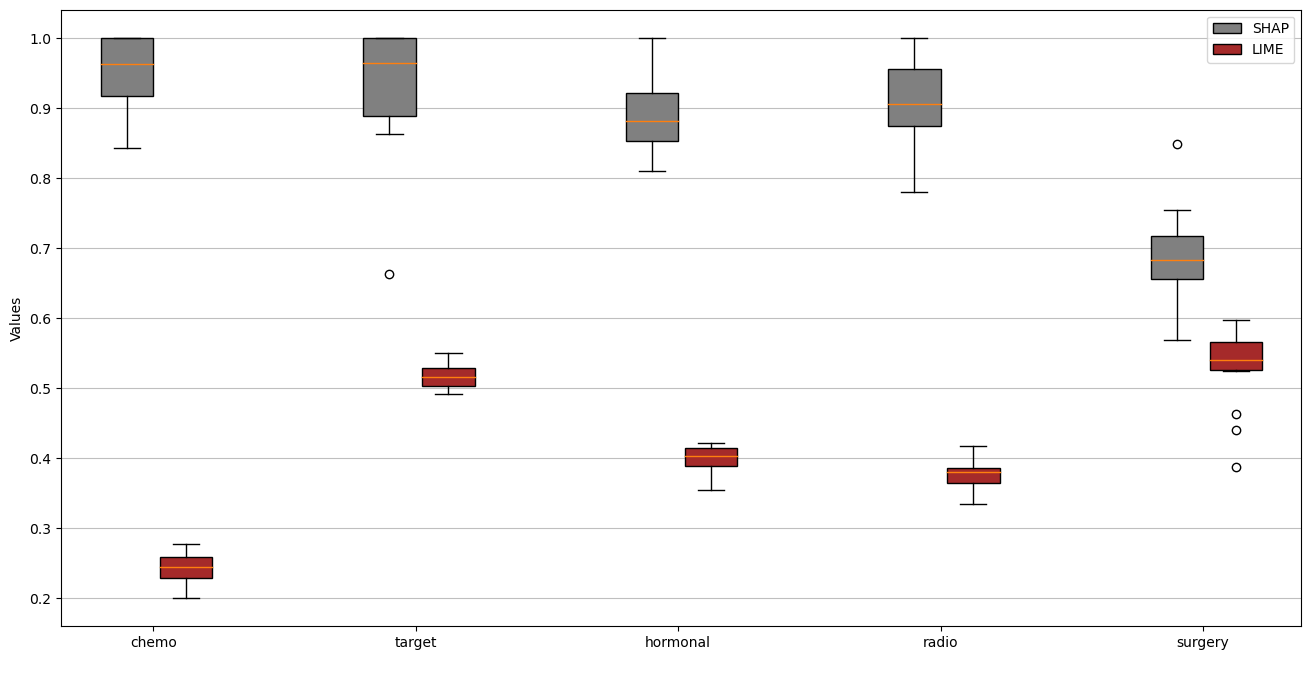 SHAP
LIME
1.0
0.9
0.8
0.7
0.6
0.5
0.4
0.3
0.2
Values
chemo
target
hormonal
radio
surgery